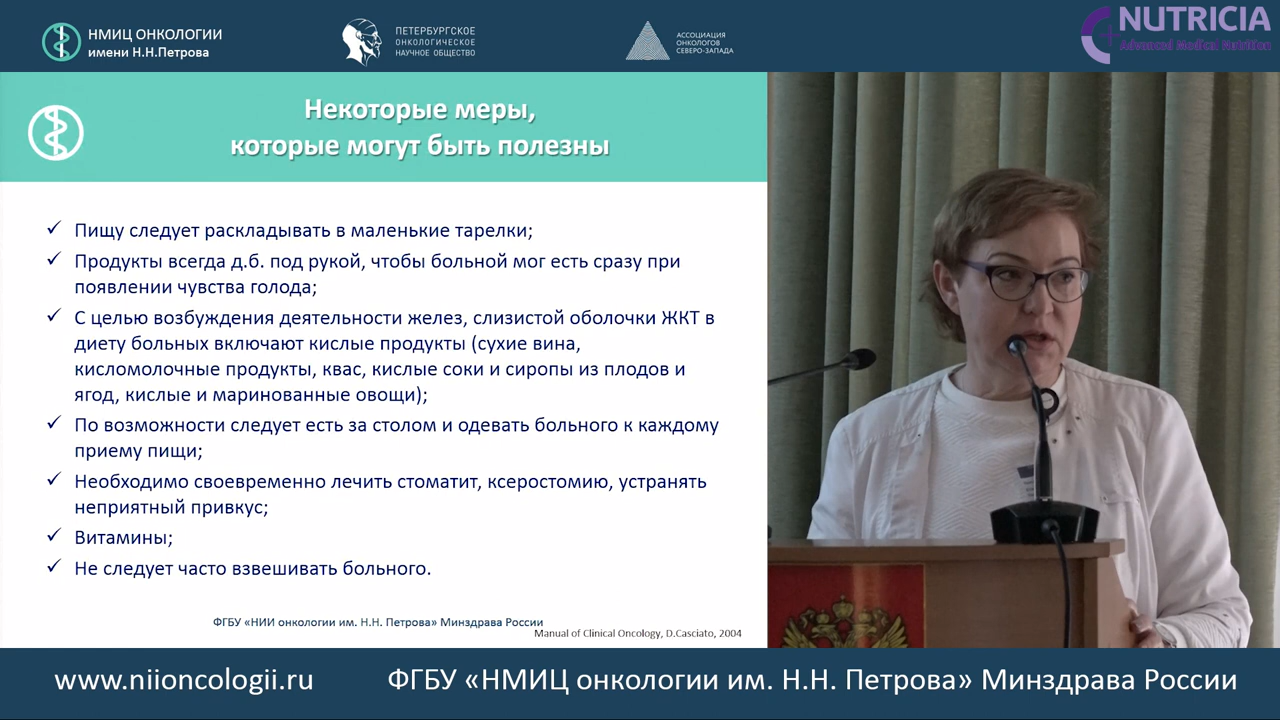 НМИЦ ОНКОЛОГИИ
имени Н.Н.Петрова
ПЕТЕРБУРГСКОЕ
ОНКОЛОГИЧЕСКОЕ
НАУЧНОЕ ОБЩЕСТВО
АССОЦИАЦИЯ
ОНКОЛОГОВ
СЕВЕРО-ЗАПАДА
NUTRICIA
Advanced Medical Nutrition
Некоторые меры,
которые могут быть полезны
✓ Пищу следует раскладывать в маленькие тарелки;
✓ Продукты всегда д.б. под рукой, чтобы больной мог есть сразу при
появлении чувства голода;
✓ С целью возбуждения деятельности желез, слизистой оболочки ЖКТ в
диету больных включают кислые продукты (сухие вина,
кисломолочные продукты, квас, кислые соки и сиропы из плодов и
ягод, кислые и маринованные овощи);
✓ По возможности следует есть за столом и одевать больного к каждому
приему пищи;
✓ Необходимо своевременно лечить стоматит, ксеростомию, устранять
неприятный привкус;
✓ Витамины;
✓ Не следует часто взвешивать больного.
ФГБУ «НИИ онкологии им. Н.Н. Петрова» Минздрава России
Manual of Clinical Oncology, D.Casciato, 2004
www.niioncologii.ru
ФГБУ «НМИЦ онкологии им. Н.Н. Петрова» Минздрава России